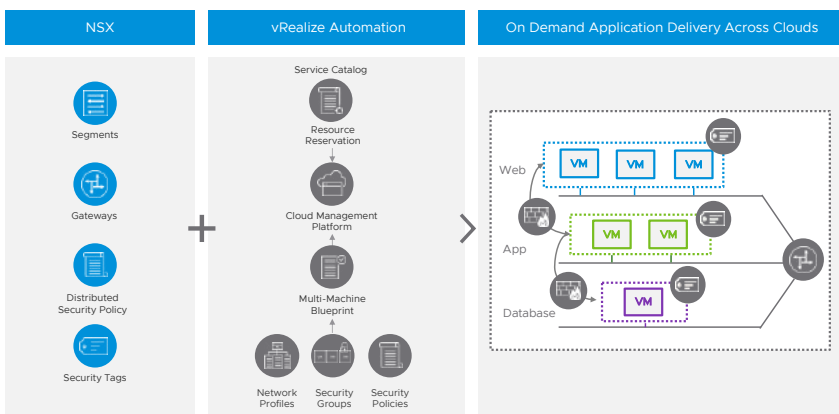 NSX
vRealize Automation
On Demand Application Delivery Across Clouds
Segments
Gateways
Distributed
Security Policy
Security Tags
Service Catalog
Resource
Reservation
Cloud Management
Platform
Multi-Machine
Blueprint
Network
Profiles
Security
Groups
Security
Policies
Web
VM
VM
VM
App
VM
VM
Database
VM